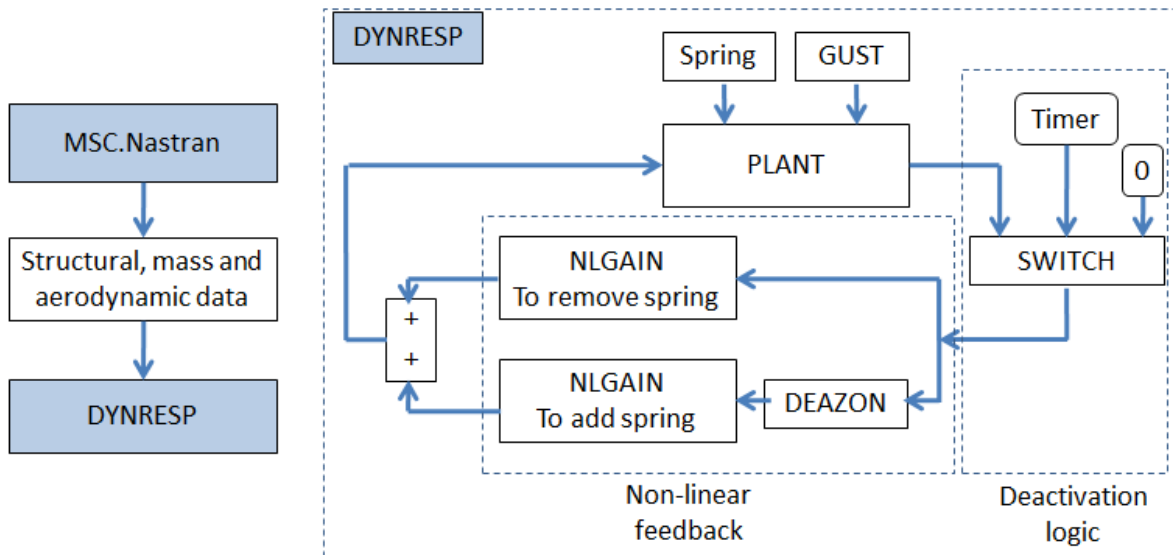 DYNRESP
Spring
GUST
MSC.Nastran
Timer
0
PLANT
Structural, mass and
aerodynamic data
SWITCH
NLGAIN
To remove spring
+
+
NLGAIN
To add spring
DEAZON
DYNRESP
Non-linear
feedback
Deactivation
logic